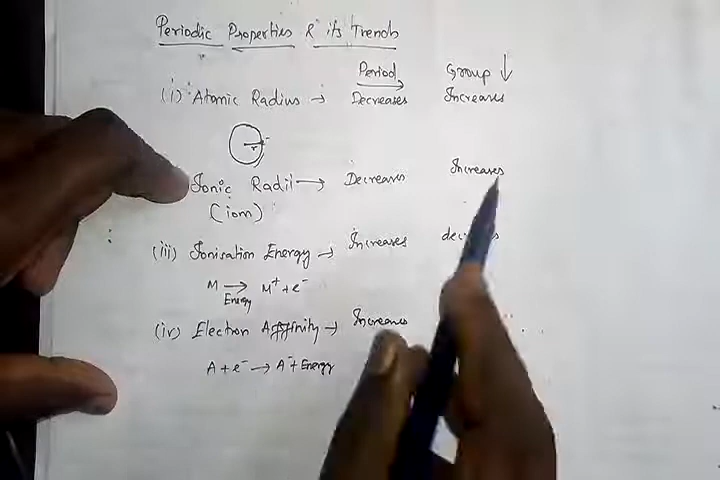 Periodic Properties & its Trends
Period → Group ↓
(i) Atomic Radius → Decreases Increases
r e-
Ionic Radii → Decreases Increases
(ion)
(iii) Ionisation Energy → Increases
M → M⁺ + e⁻
Energy
(iv) Electron Affinity → Increases
A + e⁻ → A⁻ + Energy